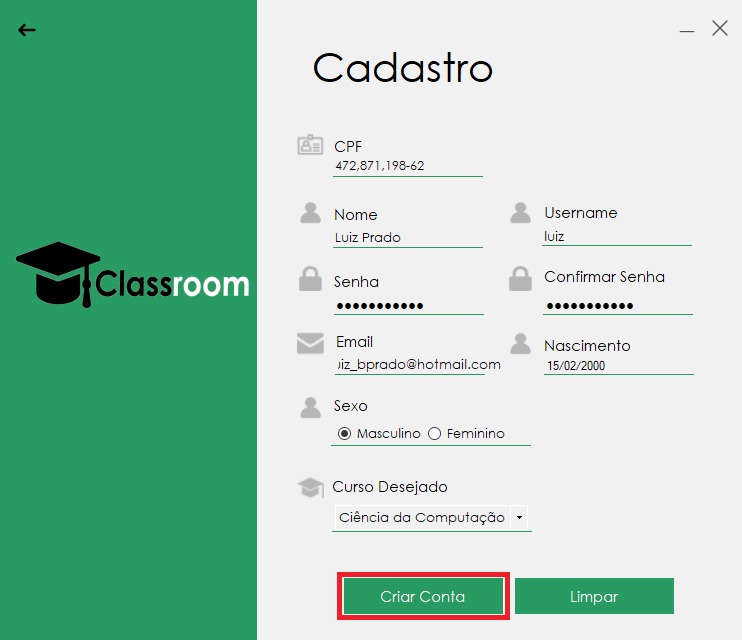 Cadastro
CPF
472,871,198-62
Nome
Username
Luiz Prado
luiz
Classroom
Senha
Confirmar Senha
●●●●●●●●●●●
●●●●●●●●●●●
Email
Nascimento
uiz_bprado@hotmail.com
15/02/2000
Sexo
Masculino
Feminino
Curso Desejado
Ciência da Computação
Criar Conta
Limpar